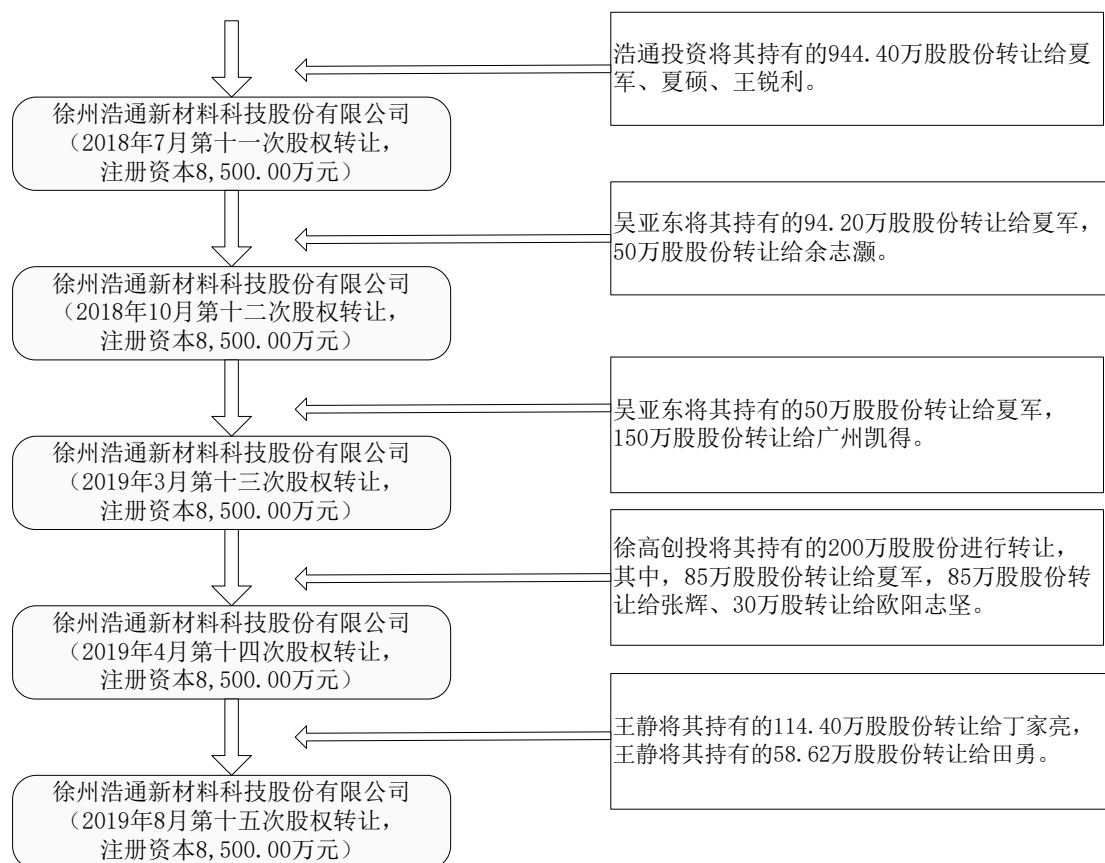 浩通投资将其持有的944.40万股股份转让给夏
军、夏硕、王锐利。
徐州浩通新材料科技股份有限公司
（2018年7月第十一次股权转让，
注册资本8,500.00万元）
吴亚东将其持有的94.20万股股份转让给夏军，
50万股股份转让给余志灏。
徐州浩通新材料科技股份有限公司
（2018年10月第十二次股权转让，
注册资本8,500.00万元）
吴亚东将其持有的50万股股份转让给夏军，
150万股股份转让给广州凯得。
徐州浩通新材料科技股份有限公司
（2019年3月第十三次股权转让，
注册资本8,500.00万元）
徐高创投将其持有的200万股股份进行转让，
其中，85万股股份转让给夏军，85万股股份转
让给张辉、30万股转让给欧阳志坚。
徐州浩通新材料科技股份有限公司
（2019年4月第十四次股权转让，
注册资本8,500.00万元）
王静将其持有的114.40万股股份转让给丁家亮，
王静将其持有的58.62万股股份转让给田勇。
徐州浩通新材料科技股份有限公司
（2019年8月第十五次股权转让，
注册资本8,500.00万元）